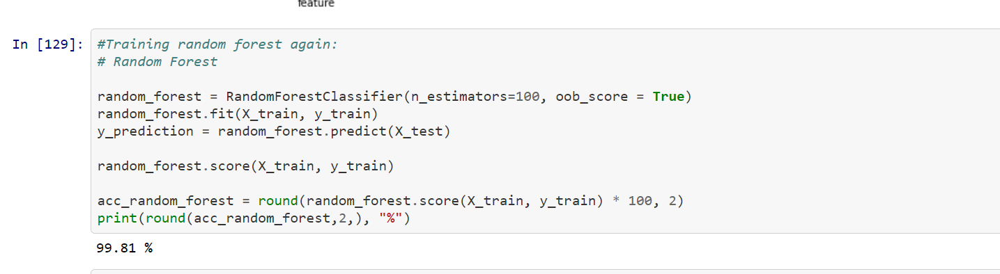 feature
In [129]:
#Training random forest again:
# Random Forest
random_forest = RandomForestClassifier(n_estimators=100, oob_score = True)
random_forest.fit(X_train, y_train)
y_prediction = random_forest.predict(X_test)
random_forest.score(X_train, y_train)
acc_random_forest = round(random_forest.score(X_train, y_train) * 100, 2)
print(round(acc_random_forest,2,), "%")
99.81 %